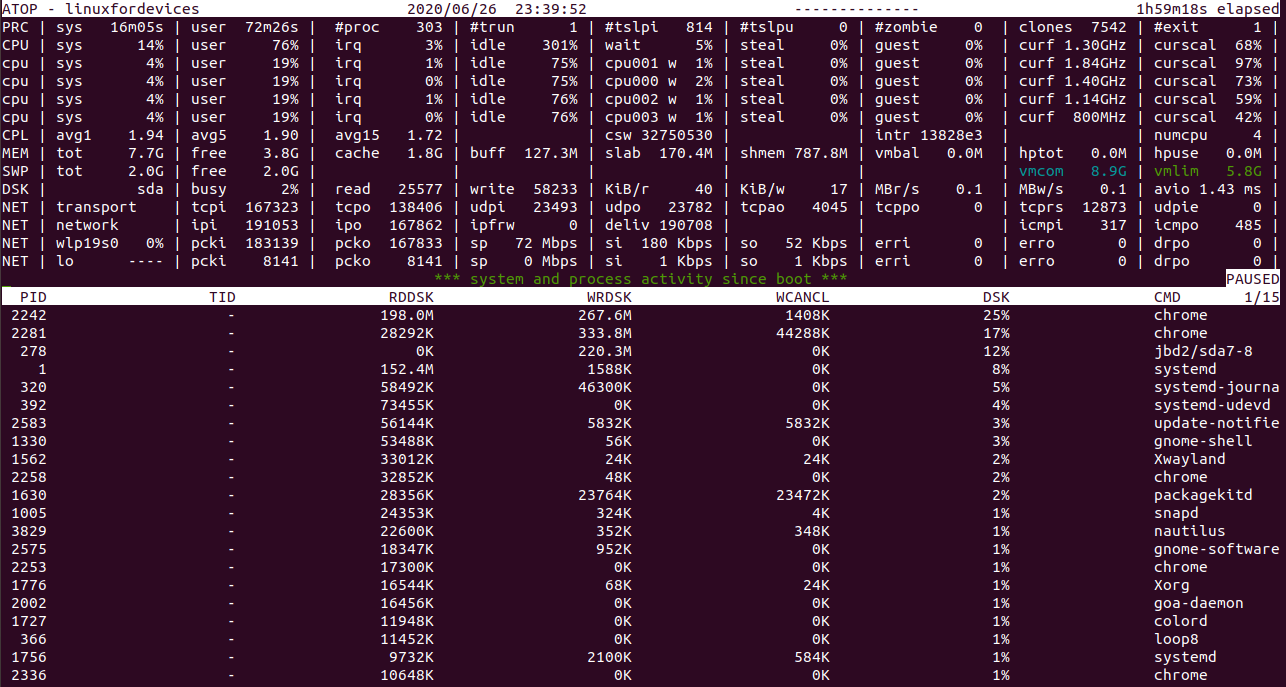 ATOP - linuxfordevices 2020/06/26 23:39:52 -------------- 1h59m18s elapsed
PRC | sys 16m05s | user 72m26s | #proc 303 | #trun 1 | #tslpi 814 | #tslpu 0 | #zombie 0 | clones 7542 | #exit 1 |
CPU | sys 14% | user 76% | irq 3% | idle 301% | wait 5% | steal 0% | guest 0% | curf 1.30GHz | curscal 68% |
cpu | sys 4% | user 19% | irq 1% | idle 75% | cpu001 w 1% | steal 0% | guest 0% | curf 1.84GHz | curscal 97% |
cpu | sys 4% | user 19% | irq 0% | idle 75% | cpu000 w 2% | steal 0% | guest 0% | curf 1.40GHz | curscal 73% |
cpu | sys 4% | user 19% | irq 1% | idle 76% | cpu002 w 1% | steal 0% | guest 0% | curf 1.14GHz | curscal 59% |
cpu | sys 4% | user 19% | irq 0% | idle 76% | cpu003 w 1% | steal 0% | guest 0% | curf 800MHz | curscal 42% |
CPL | avg1 1.94 | avg5 1.90 | avg15 1.72 | | csw 32750530 | | intr 13828e3 | | numcpu 4 |
MEM | tot 7.7G | free 3.8G | cache 1.8G | buff 127.3M | slab 170.4M | shmem 787.8M | vmbal 0.0M | hptot 0.0M | hpuse 0.0M |
SWP | tot 2.0G | free 2.0G | | | | | | vmcom 8.9G | vmlim 5.8G |
DSK | sda | busy 2% | read 25577 | write 58233 | KiB/r 40 | KiB/w 17 | MBr/s 0.1 | MBw/s 0.1 | avio 1.43 ms |
NET | transport | tcpi 167323 | tcpo 138406 | udpi 23493 | udpo 23782 | tcpao 4045 | tcppo 0 | tcprs 12873 | udpie 0 |
NET | network | ipi 191053 | ipo 167862 | ipfrw 0 | deliv 190708 | | | icmpi 317 | icmpo 485 |
NET | wlp19s0 0% | pcki 183139 | pcko 167833 | sp 72 Mbps | si 180 Kbps | so 52 Kbps | erri 0 | erro 0 | drpo 0 |
NET | lo ---- | pcki 8141 | pcko 8141 | sp 0 Mbps | si 1 Kbps | so 1 Kbps | erri 0 | erro 0 | drpo 0 |
*** system and process activity since boot *** PAUSED
PID TID RDDSK WRDSK WCANCL DSK CMD 1/15
2242 - 198.0M 267.6M 1408K 25% chrome
2281 - 28292K 333.8M 44288K 17% chrome
278 - 0K 220.3M 0K 12% jbd2/sda7-8
1 - 152.4M 1588K 0K 8% systemd
320 - 58492K 46300K 0K 5% systemd-journa
392 - 73455K 0K 0K 4% systemd-udevd
2583 - 56144K 5832K 5832K 3% update-notifie
1330 - 53488K 56K 0K 3% gnome-shell
1562 - 33012K 24K 24K 2% Xwayland
2258 - 32852K 48K 0K 2% chrome
1630 - 28356K 23764K 23472K 2% packagekitd
1005 - 24353K 324K 4K 1% snapd
3829 - 22600K 352K 348K 1% nautilus
2575 - 18347K 952K 0K 1% gnome-software
2253 - 17300K 0K 0K 1% chrome
1776 - 16544K 68K 24K 1% Xorg
2002 - 16456K 0K 0K 1% goa-daemon
1727 - 11948K 0K 0K 1% colord
366 - 11452K 0K 0K 1% loop8
1756 - 9732K 2100K 584K 1% systemd
2336 - 10648K 0K 0K 1% chrome